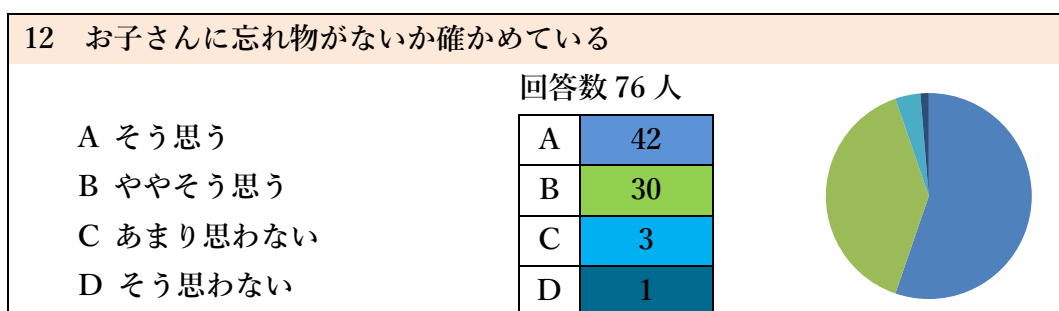 12 お子さんに忘れ物がないか確かめている
回答数 76 人
A そう思う
B ややそう思う
C あまり思わない
D そう思わない
A 42
B 30
C 3
D 1